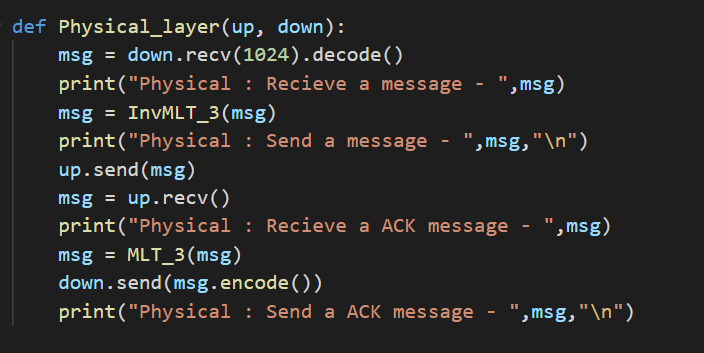 def Physical_layer(up, down):
    msg = down.recv(1024).decode()
    print("Physical : Recieve a message - ",msg)
    msg = InvMLT_3(msg)
    print("Physical : Send a message - ",msg,"\n")
    up.send(msg)
    msg = up.recv()
    print("Physical : Recieve a ACK message - ",msg)
    msg = MLT_3(msg)
    down.send(msg.encode())
    print("Physical : Send a ACK message - ",msg,"\n")